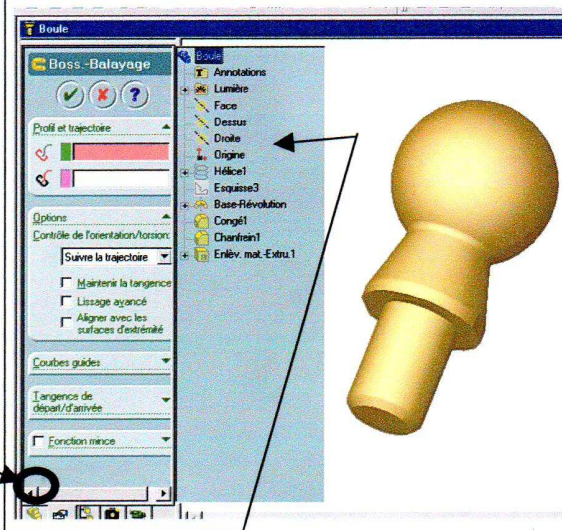 Boule
Boss.-Balayage
?
Profil et trajectoire
Options
Contrôle de l'orientation/torsion:
Suivre la trajectoire
Maintenir la tangence
Lissage avancé
Aligner avec les
surfaces d'extrémité
Courbes guides
Tangence de
départ/d'arrivée
Fonction mince
Boule
Annotations
Lumière
Face
Dessus
Droite
Origine
Hélice1
Esquisse3
Base-Révolution
Congé1
Chanfrein1
Enlèv. mat.-Extru.1